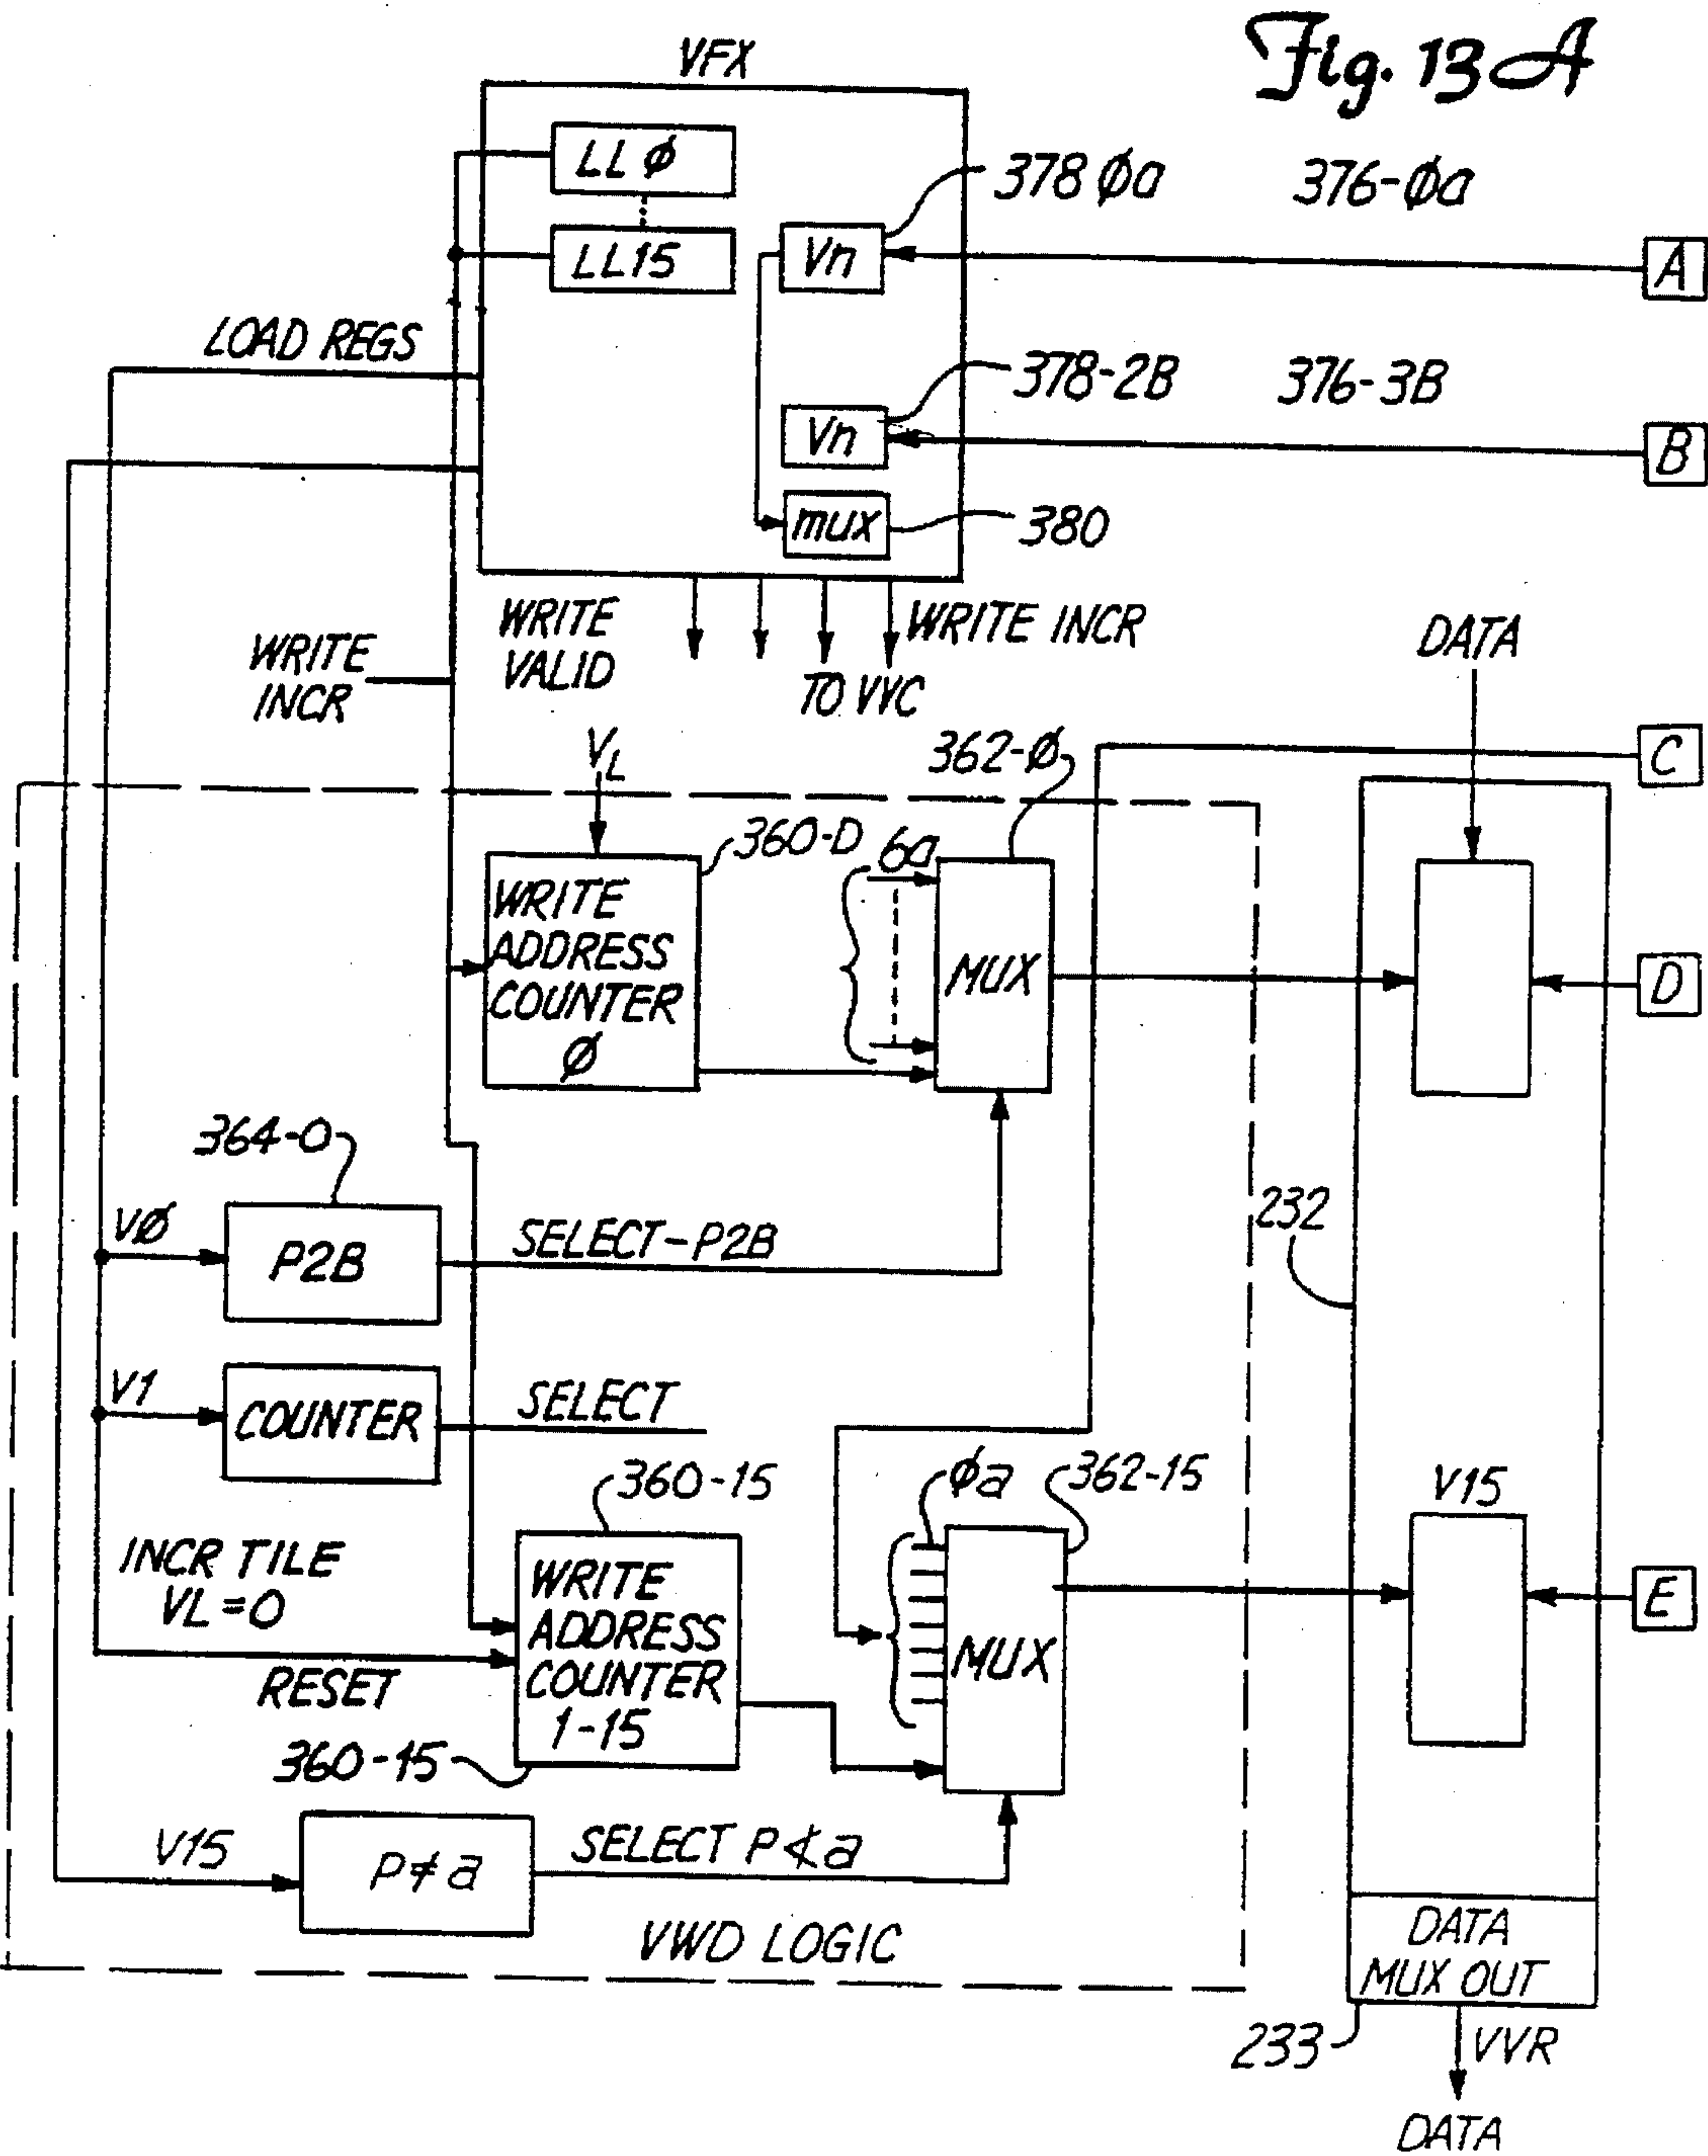 Fig. 13A
VFX
LLØ
LL15
Vn
378 Øa
376-Øa
A
LOAD REGS
Vn
378-2B
376-3B
B
mux
380
WRITE
INCR
WRITE
VALID
WRITE INCR
TO VVC
DATA
VL
362-Ø
C
360-D
6a
WRITE
ADDRESS
COUNTER
Ø
MUX
D
364-0
VØ
P2B
SELECT-P2B
232
V1
COUNTER
SELECT
360-15
Øa
362-15
V15
INCR TILE
VL=0
WRITE
ADDRESS
COUNTER
1-15
MUX
E
RESET
360-15
V15
P≠a
SELECT P∢a
VWD LOGIC
DATA
MUX OUT
233
VVR
DATA